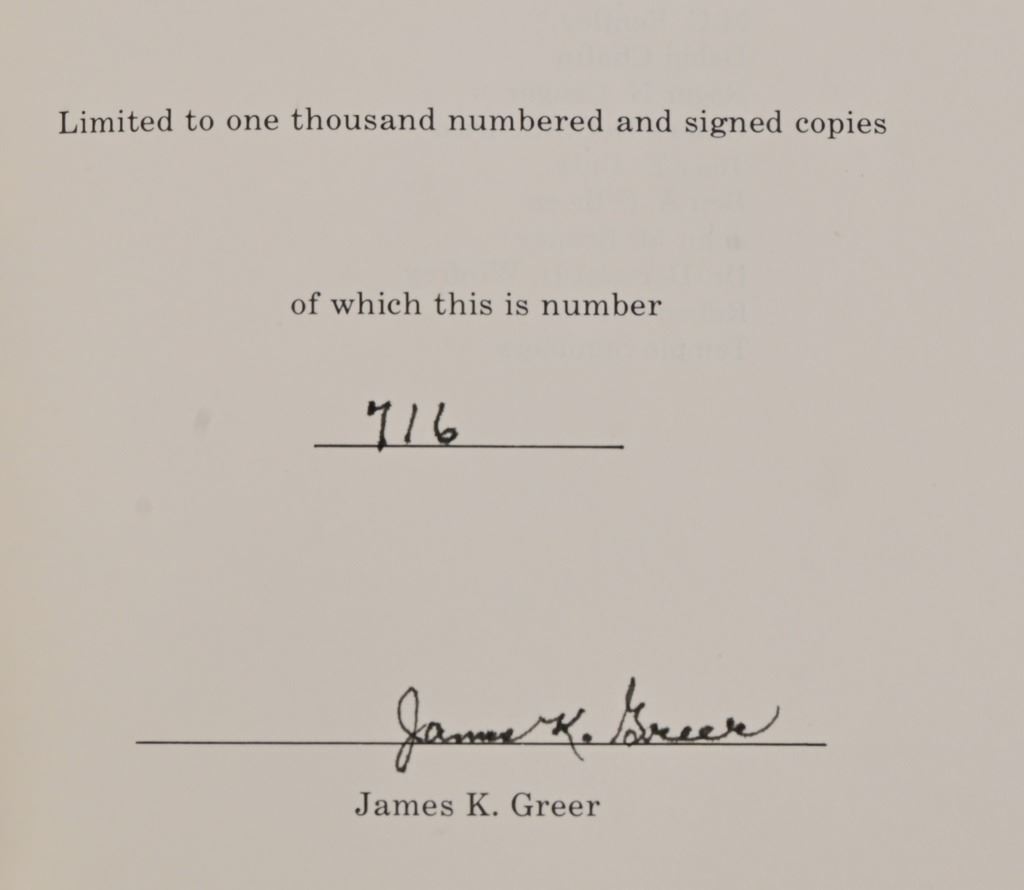 Limited to one thousand numbered and signed copies
of which this is number
716
James K. Greer
James K. Greer